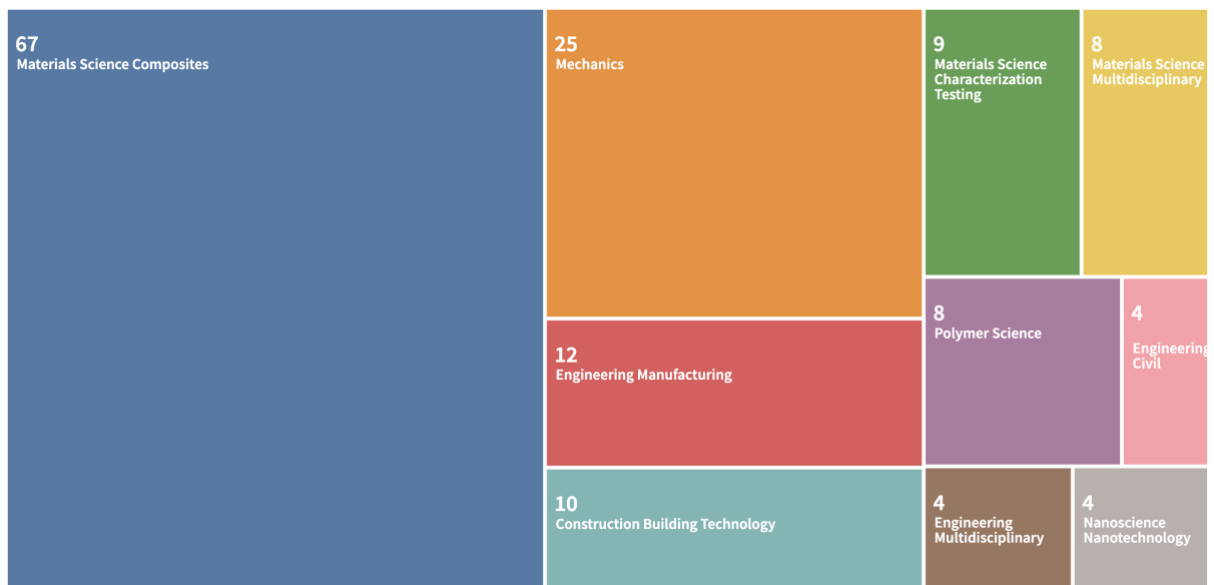 67
Materials Science Composites
25
Mechanics
12
Engineering Manufacturing
10
Construction Building Technology
9
Materials Science
Characterization
Testing
8
Materials Science
Multidisciplinary
8
Polymer Science
4
Engineering
Civil
4
Engineering
Multidisciplinary
4
Nanoscience
Nanotechnology